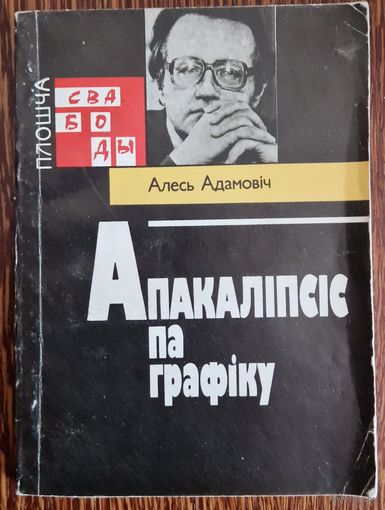 ПЛОШЧА
СВА
БО
ДЫ
Алесь Адамовіч
Апакаліпсіс
па
графіку